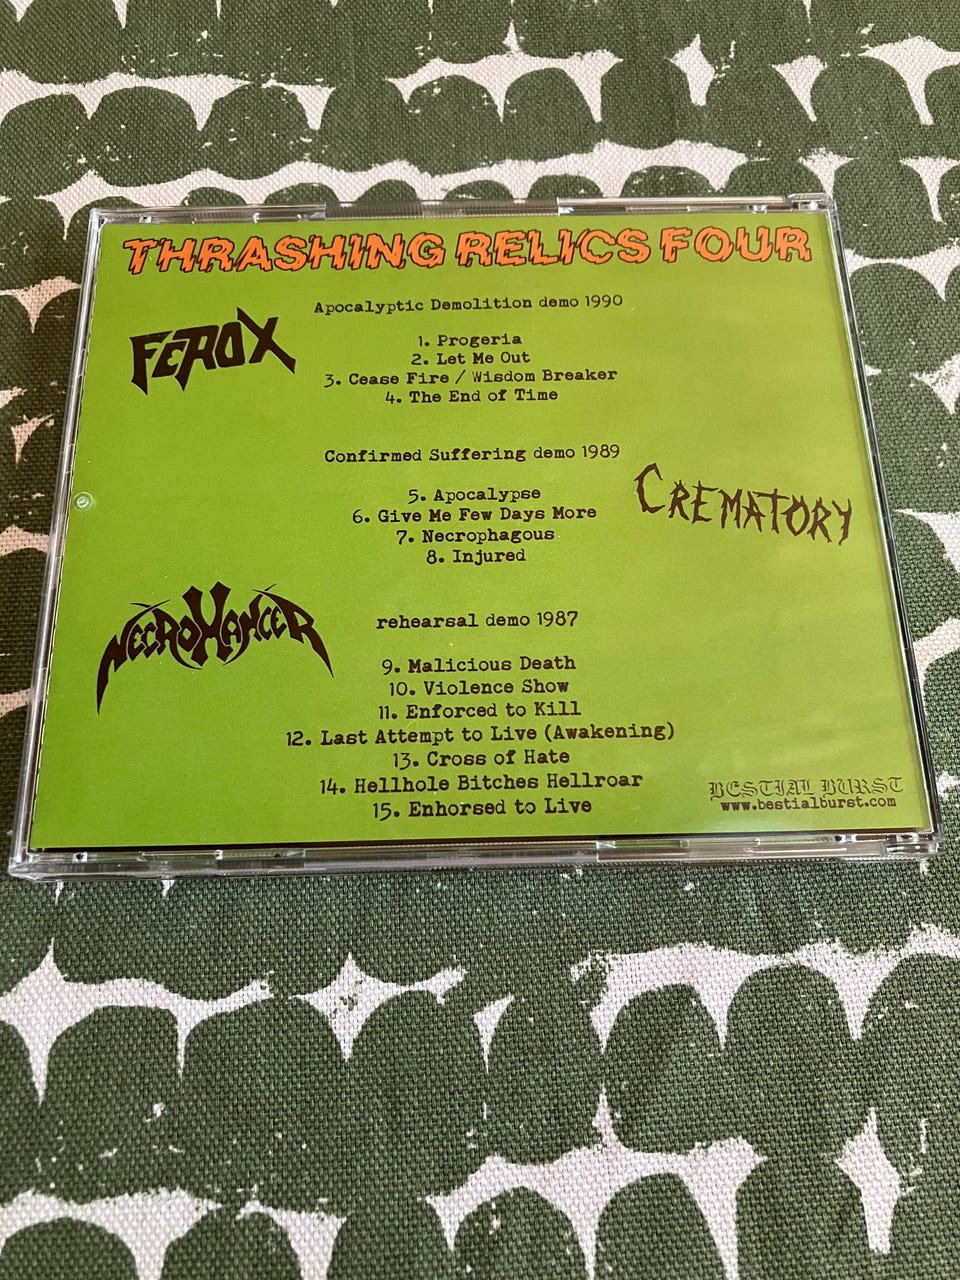 THRASHING RELICS FOUR
FEROX
Apocalyptic Demolition demo 1990
1. Progeria
2. Let Me Out
3. Cease Fire / Wisdom Breaker
4. The End of Time
Confirmed Suffering demo 1989
CREMATORY
5. Apocalypse
6. Give Me Few Days More
7. Necrophagous
8. Injured
NECROMANCER
rehearsal demo 1987
9. Malicious Death
10. Violence Show
11. Enforced to Kill
12. Last Attempt to Live (Awakening)
13. Cross of Hate
14. Hellhole Bitches Hellroar
15. Enhorsed to Live
BESTIAL BURST
www.bestialburst.com